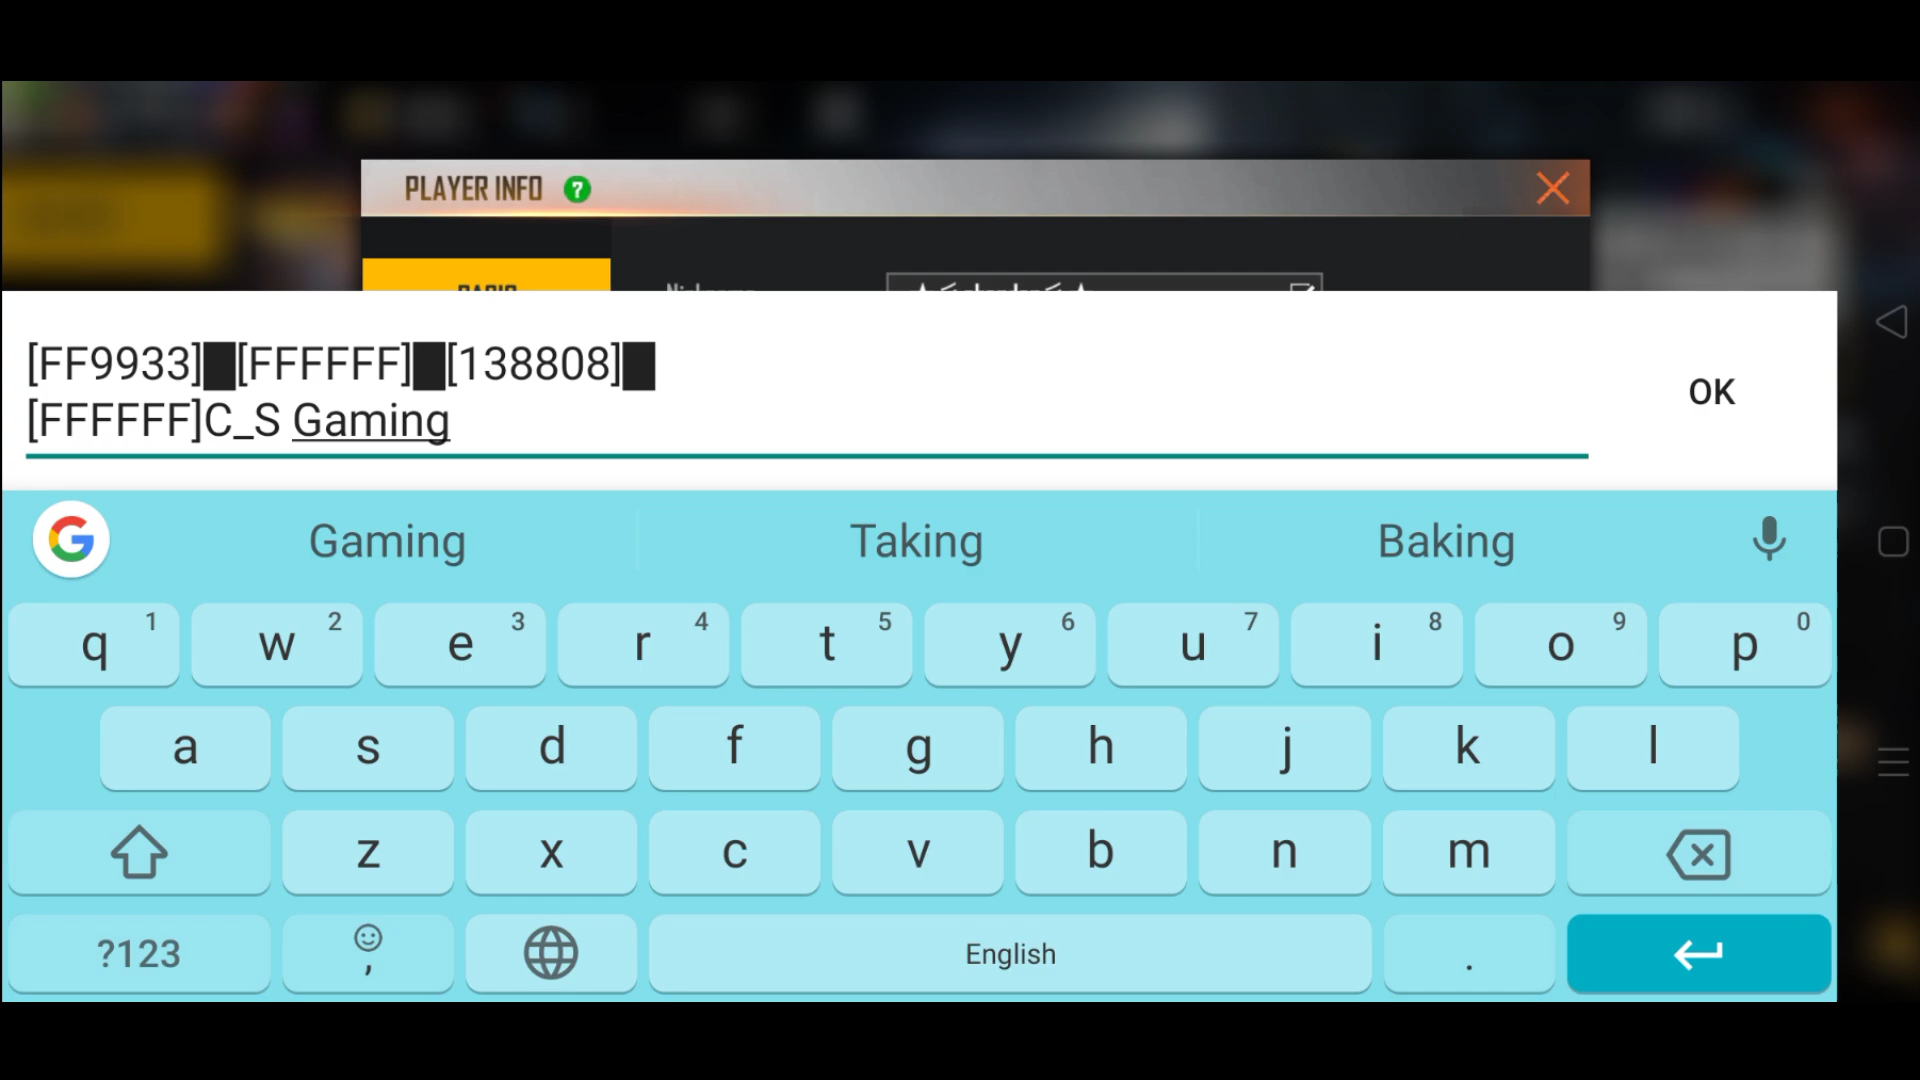 PLAYER INFO ?
[FF9933]█[FFFFFF]█[138808]█
[FFFFFF]C_S Gaming
OK
Gaming Taking Baking
q 1 w 2 e 3 r 4 t 5 y 6 u 7 i 8 o 9 p 0
a s d f g h j k l
z x c v b n m
?123 , English .